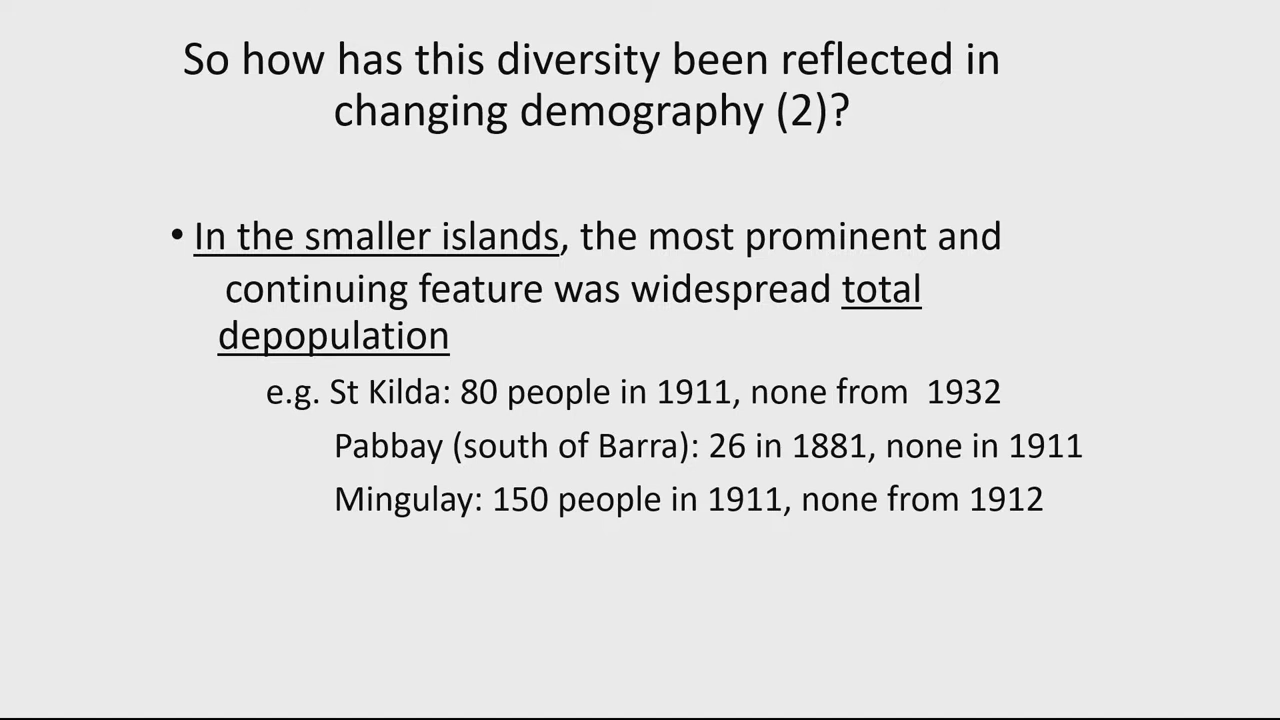 So how has this diversity been reflected in
changing demography (2)?
• In the smaller islands, the most prominent and
continuing feature was widespread total
depopulation
e.g. St Kilda: 80 people in 1911, none from  1932
Pabbay (south of Barra): 26 in 1881, none in 1911
Mingulay: 150 people in 1911, none from 1912